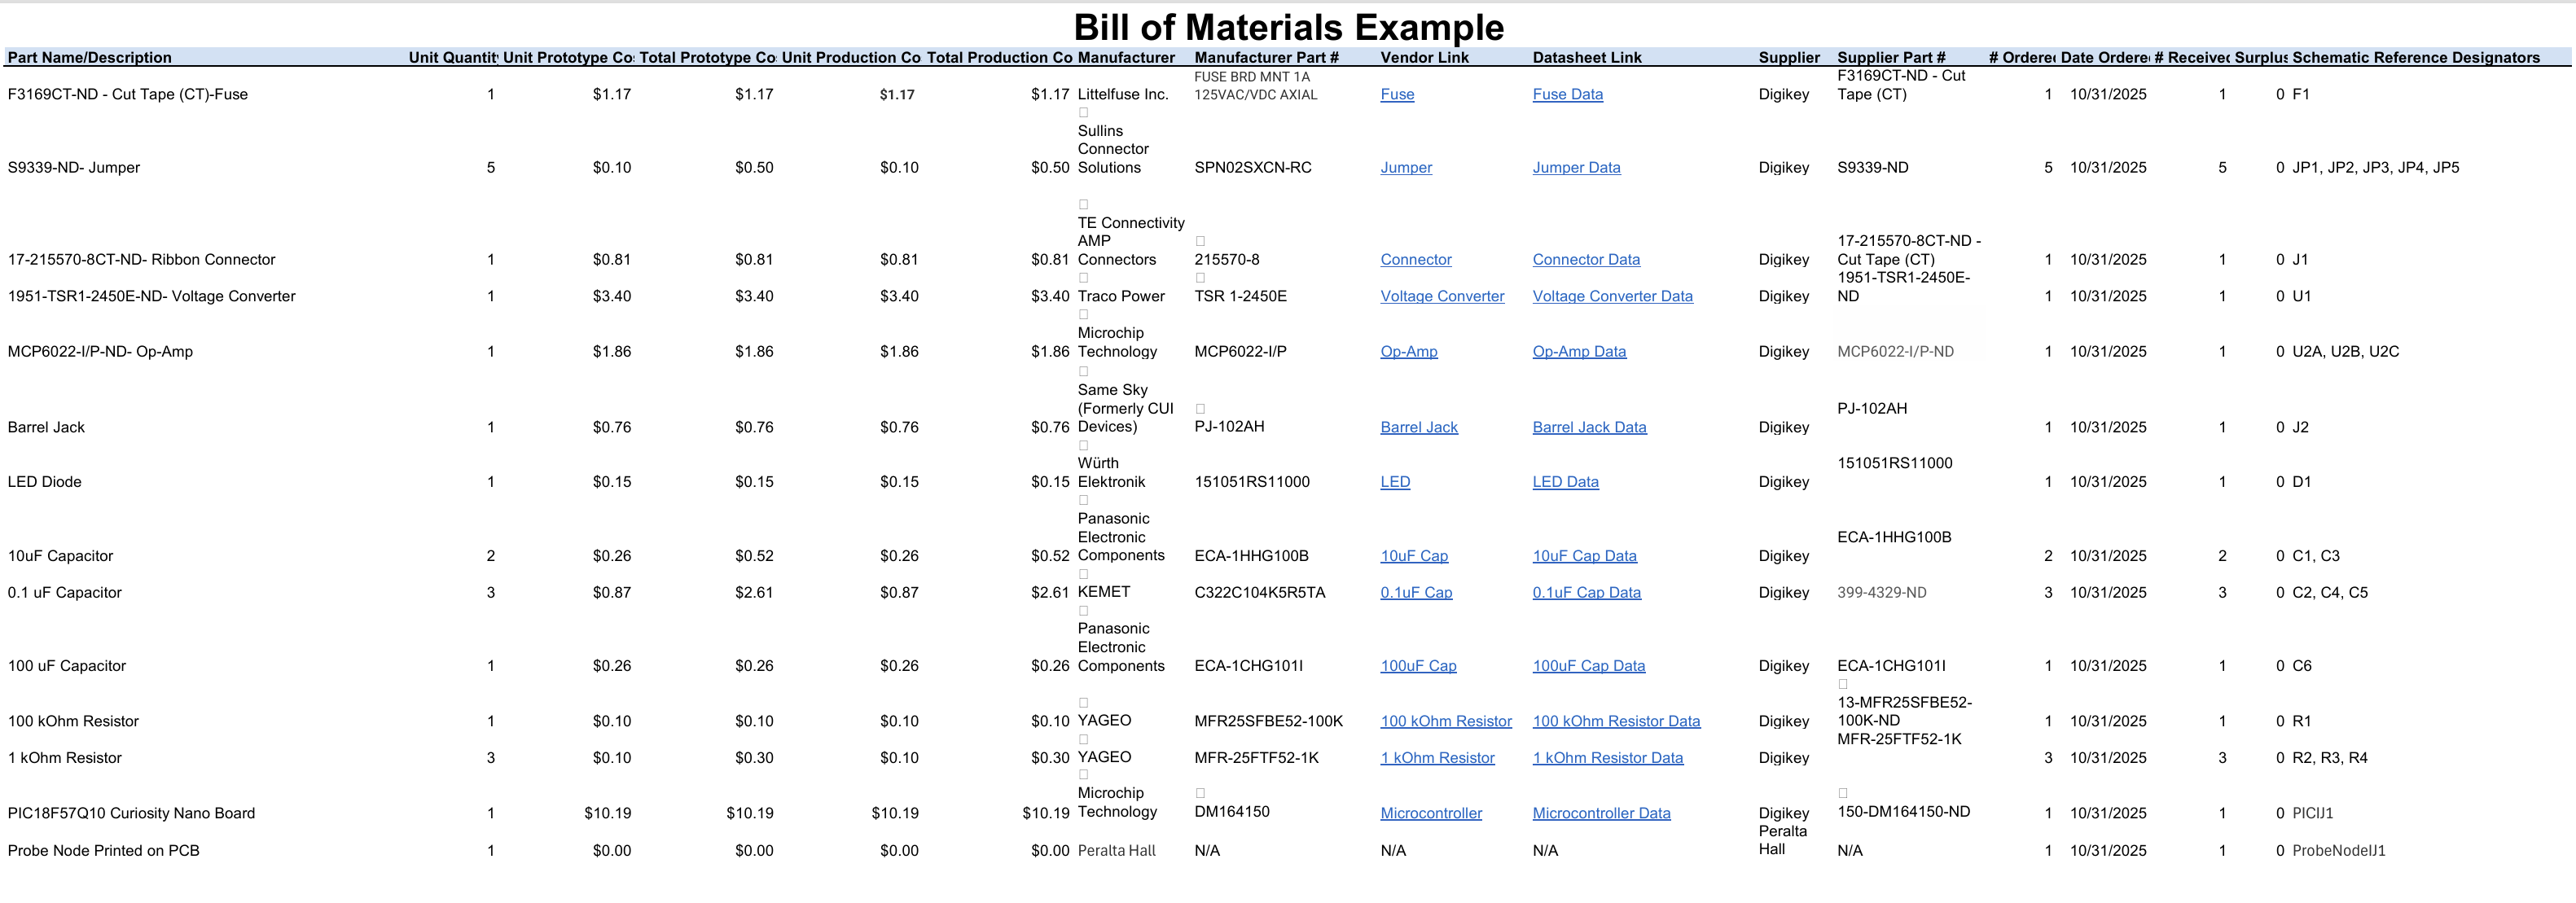 Bill of Materials Example
Part Name/Description Unit Quantity Unit Prototype Co Total Prototype Co Unit Production Co Total Production Co Manufacturer Manufacturer Part # Vendor Link Datasheet Link Supplier Supplier Part # # Ordere Date Ordere # Received Surplus Schematic Reference Designators
FUSE BRD MNT 1A F3169CT-ND - Cut
F3169CT-ND - Cut Tape (CT)-Fuse 1 $1.17 $1.17 $1.17 $1.17 Littelfuse Inc. 125VAC/VDC AXIAL Fuse Fuse Data Digikey Tape (CT) 1 10/31/2025 1 0 F1
Sullins
Connector
S9339-ND- Jumper 5 $0.10 $0.50 $0.10 $0.50 Solutions SPN02SXCN-RC Jumper Jumper Data Digikey S9339-ND 5 10/31/2025 5 0 JP1, JP2, JP3, JP4, JP5
TE Connectivity
AMP 17-215570-8CT-ND -
17-215570-8CT-ND- Ribbon Connector 1 $0.81 $0.81 $0.81 $0.81 Connectors 215570-8 Connector Connector Data Digikey Cut Tape (CT) 1 10/31/2025 1 0 J1
1951-TSR1-2450E-
1951-TSR1-2450E-ND- Voltage Converter 1 $3.40 $3.40 $3.40 $3.40 Traco Power TSR 1-2450E Voltage Converter Voltage Converter Data Digikey ND 1 10/31/2025 1 0 U1
Microchip
MCP6022-I/P-ND- Op-Amp 1 $1.86 $1.86 $1.86 $1.86 Technology MCP6022-I/P Op-Amp Op-Amp Data Digikey MCP6022-I/P-ND 1 10/31/2025 1 0 U2A, U2B, U2C
Same Sky
(Formerly CUI PJ-102AH
Barrel Jack 1 $0.76 $0.76 $0.76 $0.76 Devices) PJ-102AH Barrel Jack Barrel Jack Data Digikey 1 10/31/2025 1 0 J2
Würth 151051RS11000
LED Diode 1 $0.15 $0.15 $0.15 $0.15 Elektronik 151051RS11000 LED LED Data Digikey 1 10/31/2025 1 0 D1
Panasonic
Electronic ECA-1HHG100B
10uF Capacitor 2 $0.26 $0.52 $0.26 $0.52 Components ECA-1HHG100B 10uF Cap 10uF Cap Data Digikey 2 10/31/2025 2 0 C1, C3
0.1 uF Capacitor 3 $0.87 $2.61 $0.87 $2.61 KEMET C322C104K5R5TA 0.1uF Cap 0.1uF Cap Data Digikey 399-4329-ND 3 10/31/2025 3 0 C2, C4, C5
Panasonic
Electronic
100 uF Capacitor 1 $0.26 $0.26 $0.26 $0.26 Components ECA-1CHG101I 100uF Cap 100uF Cap Data Digikey ECA-1CHG101I 1 10/31/2025 1 0 C6
13-MFR25SFBE52-
100 kOhm Resistor 1 $0.10 $0.10 $0.10 $0.10 YAGEO MFR25SFBE52-100K 100 kOhm Resistor 100 kOhm Resistor Data Digikey 100K-ND 1 10/31/2025 1 0 R1
MFR-25FTF52-1K
1 kOhm Resistor 3 $0.10 $0.30 $0.10 $0.30 YAGEO MFR-25FTF52-1K 1 kOhm Resistor 1 kOhm Resistor Data Digikey 3 10/31/2025 3 0 R2, R3, R4
Microchip
PIC18F57Q10 Curiosity Nano Board 1 $10.19 $10.19 $10.19 $10.19 Technology DM164150 Microcontroller Microcontroller Data Digikey 150-DM164150-ND 1 10/31/2025 1 0 PICIJ1
Peralta
Probe Node Printed on PCB 1 $0.00 $0.00 $0.00 $0.00 Peralta Hall N/A N/A N/A Hall N/A 1 10/31/2025 1 0 ProbeNodeIJ1